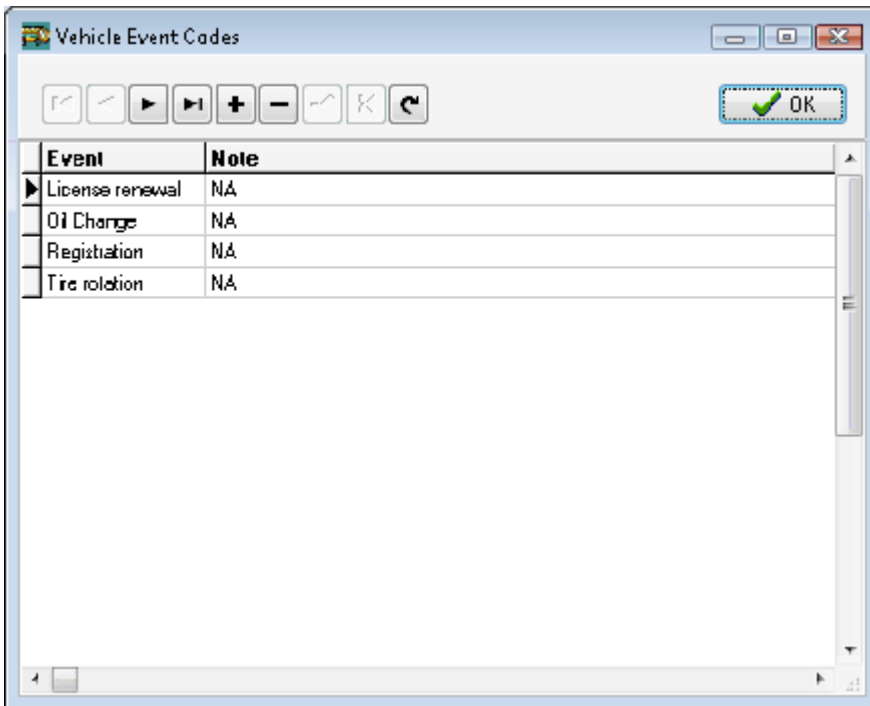 Vehicle Event Codes
OK
Event Note
License renewal NA
Oil Change NA
Registration NA
Tire rotation NA